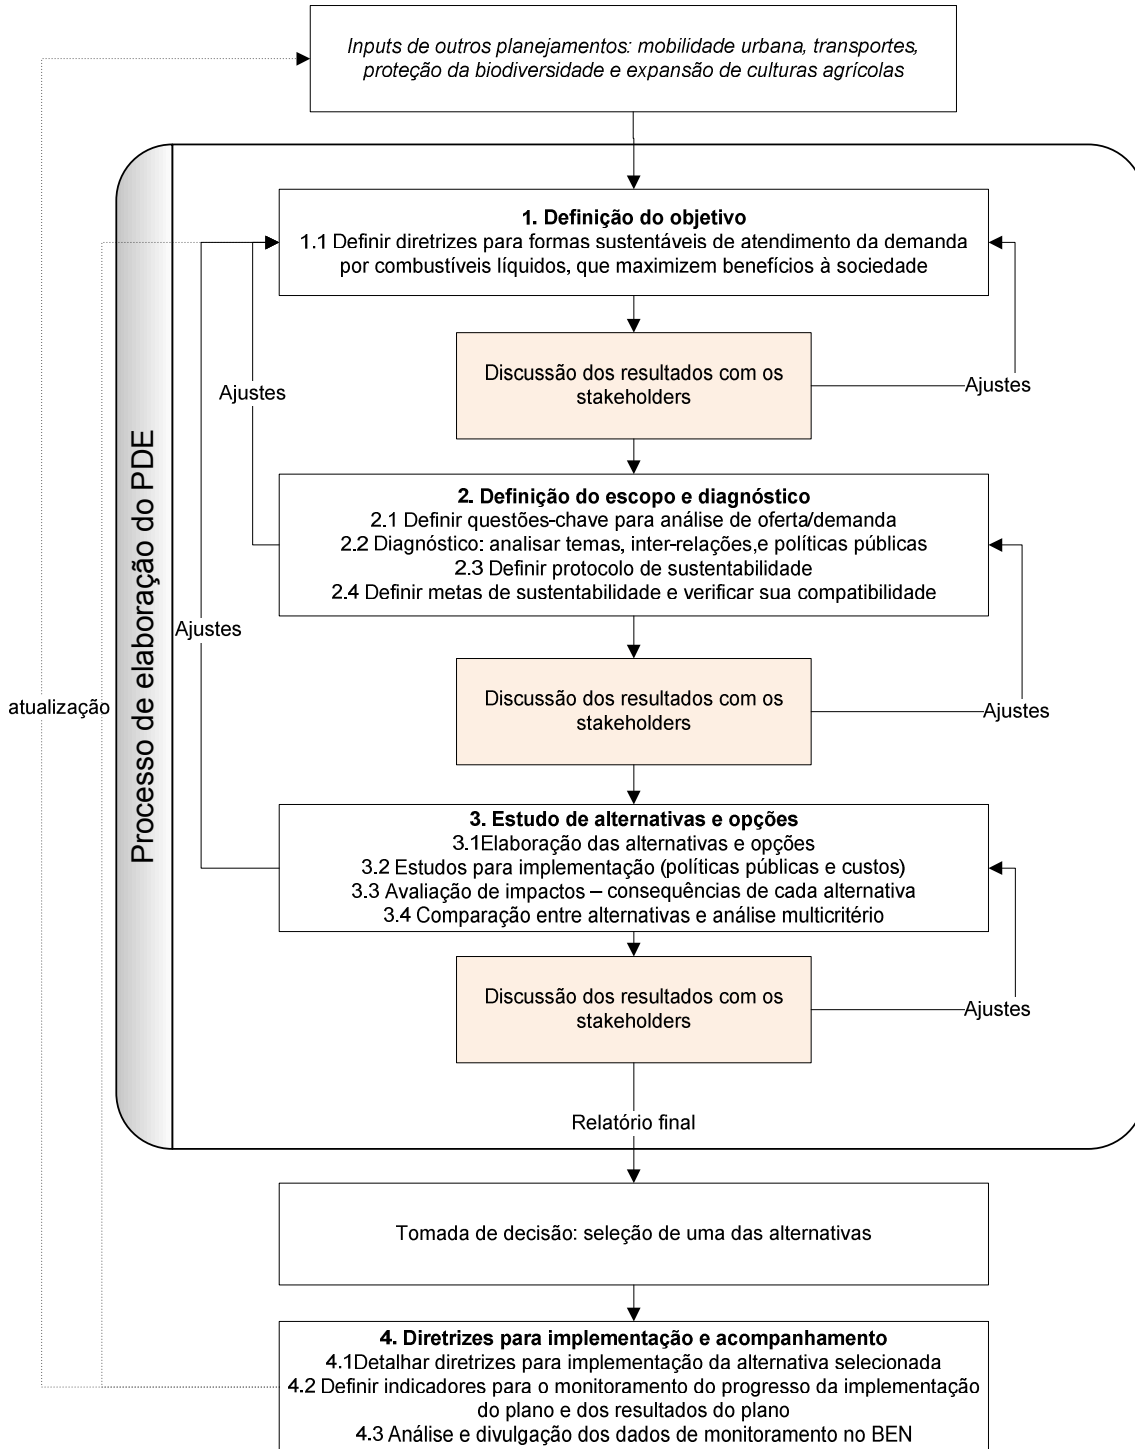 Inputs de outros planejamentos: mobilidade urbana, transportes,
proteção da biodiversidade e expansão de culturas agrícolas
Processo de elaboração do PDE
1. Definição do objetivo
1.1 Definir diretrizes para formas sustentáveis de atendimento da demanda
por combustíveis líquidos, que maximizem benefícios à sociedade
Discussão dos resultados com os
stakeholders
Ajustes
Ajustes
2. Definição do escopo e diagnóstico
2.1 Definir questões-chave para análise de oferta/demanda
2.2 Diagnóstico: analisar temas, inter-relações,e políticas públicas
2.3 Definir protocolo de sustentabilidade
2.4 Definir metas de sustentabilidade e verificar sua compatibilidade
Ajustes
atualização
Discussão dos resultados com os
stakeholders
Ajustes
3. Estudo de alternativas e opções
3.1Elaboração das alternativas e opções
3.2 Estudos para implementação (políticas públicas e custos)
3.3 Avaliação de impactos – consequências de cada alternativa
3.4 Comparação entre alternativas e análise multicritério
Discussão dos resultados com os
stakeholders
Ajustes
Relatório final
Tomada de decisão: seleção de uma das alternativas
4. Diretrizes para implementação e acompanhamento
4.1Detalhar diretrizes para implementação da alternativa selecionada
4.2 Definir indicadores para o monitoramento do progresso da implementação
do plano e dos resultados do plano
4.3 Análise e divulgação dos dados de monitoramento no BEN